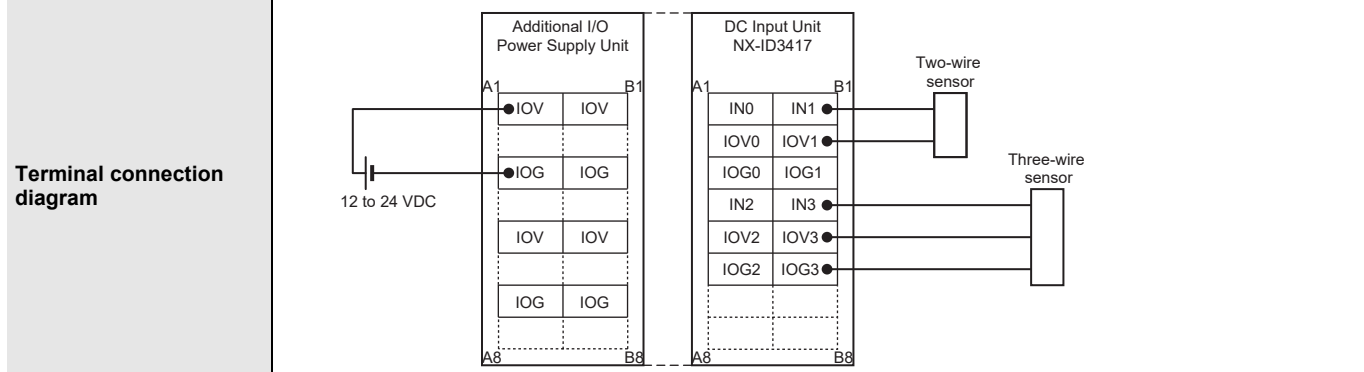 Terminal connection
diagram
Additional I/O
Power Supply Unit
A1
B1
IOV IOV
IOG IOG
12 to 24 VDC
IOV IOV
IOG IOG
A8
B8
DC Input Unit
NX-ID3417
A1
B1
IN0 IN1
IOV0 IOV1
IOG0 IOG1
IN2 IN3
IOV2 IOV3
IOG2 IOG3
A8
B8
Two-wire
sensor
Three-wire
sensor